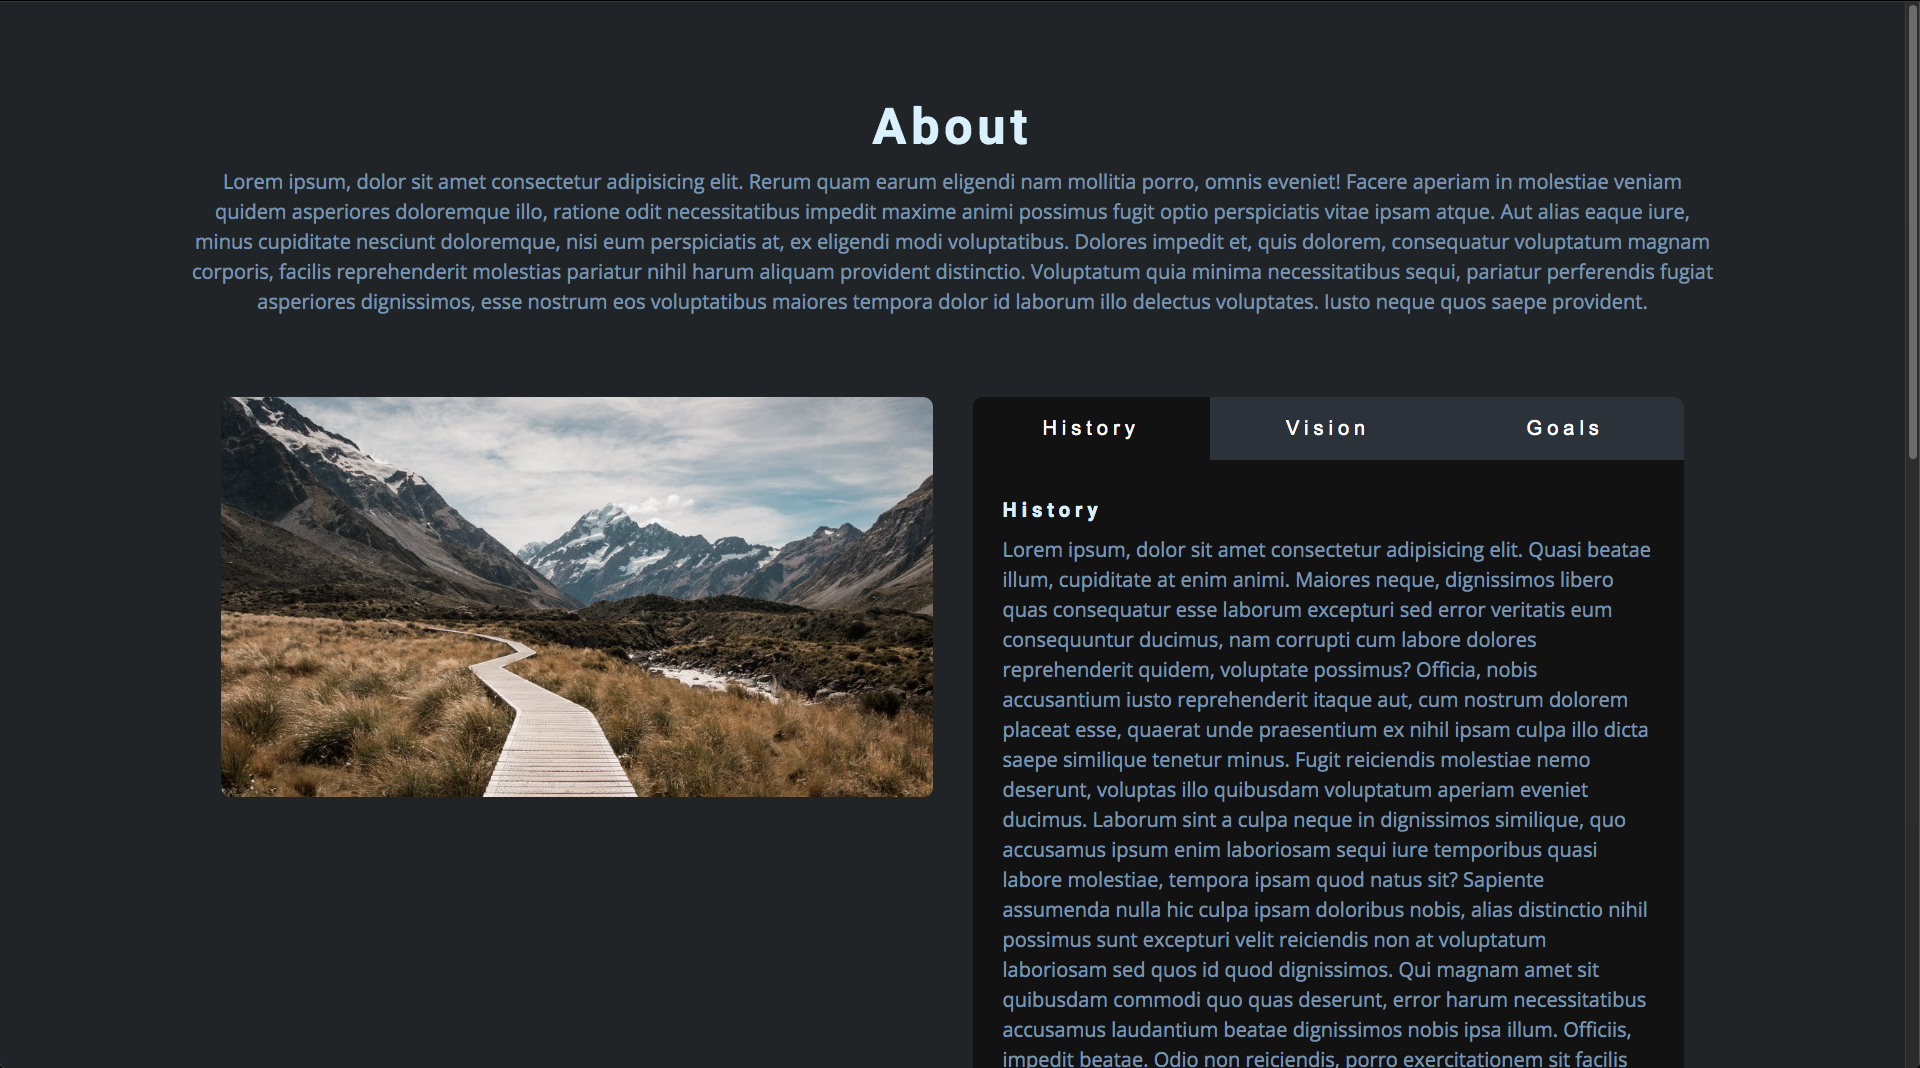 About
Lorem ipsum, dolor sit amet consectetur adipisicing elit. Rerum quam earum eligendi nam mollitia porro, omnis eveniet! Facere aperiam in molestiae veniam
quidem asperiores doloremque illo, ratione odit necessitatibus impedit maxime animi possimus fugit optio perspiciatis vitae ipsam atque. Aut alias eaque iure,
minus cupiditate nesciunt doloremque, nisi eum perspiciatis at, ex eligendi modi voluptatibus. Dolores impedit et, quis dolorem, consequatur voluptatum magnam
corporis, facilis reprehenderit molestias pariatur nihil harum aliquam provident distinctio. Voluptatum quia minima necessitatibus sequi, pariatur perferendis fugiat
asperiores dignissimos, esse nostrum eos voluptatibus maiores tempora dolor id laborum illo delectus voluptates. Iusto neque quos saepe provident.
History
Vision
Goals
History
Lorem ipsum, dolor sit amet consectetur adipisicing elit. Quasi beatae
illum, cupiditate at enim animi. Maiores neque, dignissimos libero
quas consequatur esse laborum excepturi sed error veritatis eum
consequuntur ducimus, nam corrupti cum labore dolores
reprehenderit quidem, voluptate possimus? Officia, nobis
accusantium iusto reprehenderit itaque aut, cum nostrum dolorem
placeat esse, quaerat unde praesentium ex nihil ipsam culpa illo dicta
saepe similique tenetur minus. Fugit reiciendis molestiae nemo
deserunt, voluptas illo quibusdam voluptatum aperiam eveniet
ducimus. Laborum sint a culpa neque in dignissimos similique, quo
accusamus ipsum enim laboriosam sequi iure temporibus quasi
labore molestiae, tempora ipsam quod natus sit? Sapiente
assumenda nulla hic culpa ipsam doloribus nobis, alias distinctio nihil
possimus sunt excepturi velit reiciendis non at voluptatum
laboriosam sed quos id quod dignissimos. Qui magnam amet sit
quibusdam commodi quo quas deserunt, error harum necessitatibus
accusamus laudantium beatae dignissimos nobis ipsa illum. Officiis,
impedit beatae. Odio non reiciendis, porro exercitationem sit facilis